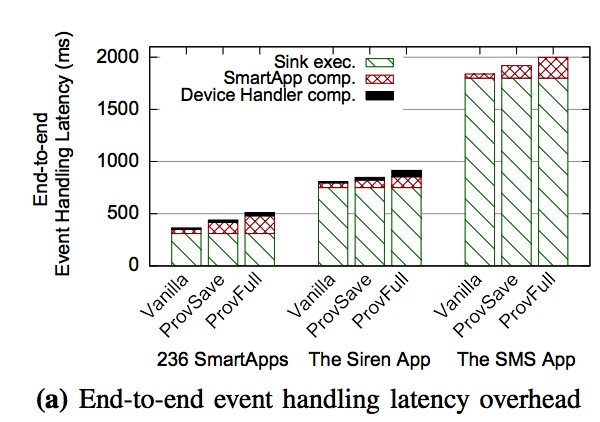 End-to-end
Event Handling Latency (ms)
2000
1500
1000
500
0
Sink exec.
SmartApp comp.
Device Handler comp.
Vanilla
ProvSave
ProvFull
Vanilla
ProvSave
ProvFull
Vanilla
ProvSave
ProvFull
236 SmartApps
The Siren App
The SMS App
(a) End-to-end event handling latency overhead